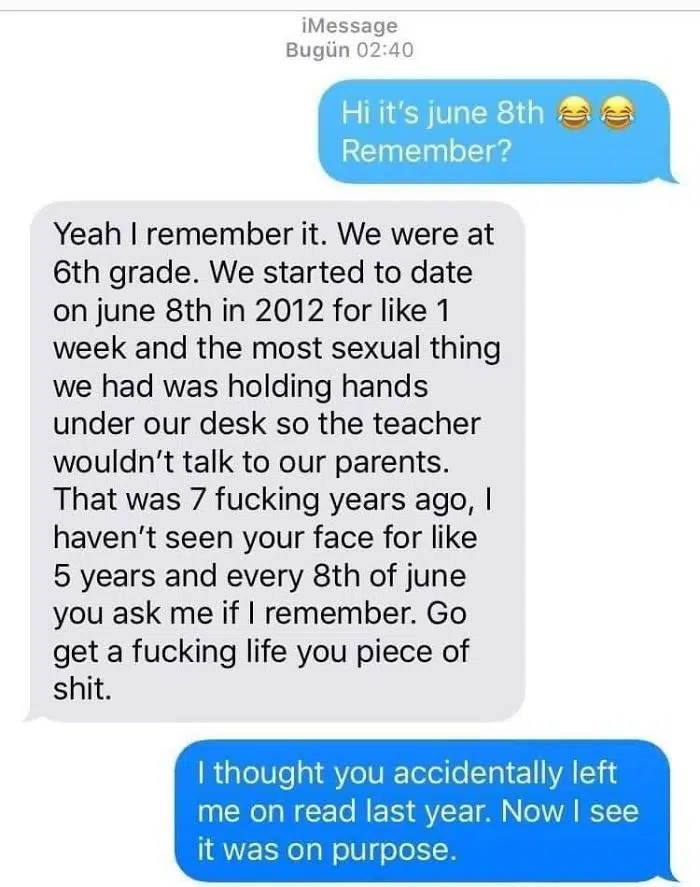 iMessage
Bugün 02:40
Hi it's june 8th 😂 😂
Remember?
Yeah I remember it. We were at
6th grade. We started to date
on june 8th in 2012 for like 1
week and the most sexual thing
we had was holding hands
under our desk so the teacher
wouldn't talk to our parents.
That was 7 fucking years ago, I
haven't seen your face for like
5 years and every 8th of june
you ask me if I remember. Go
get a fucking life you piece of
shit.
I thought you accidentally left
me on read last year. Now I see
it was on purpose.